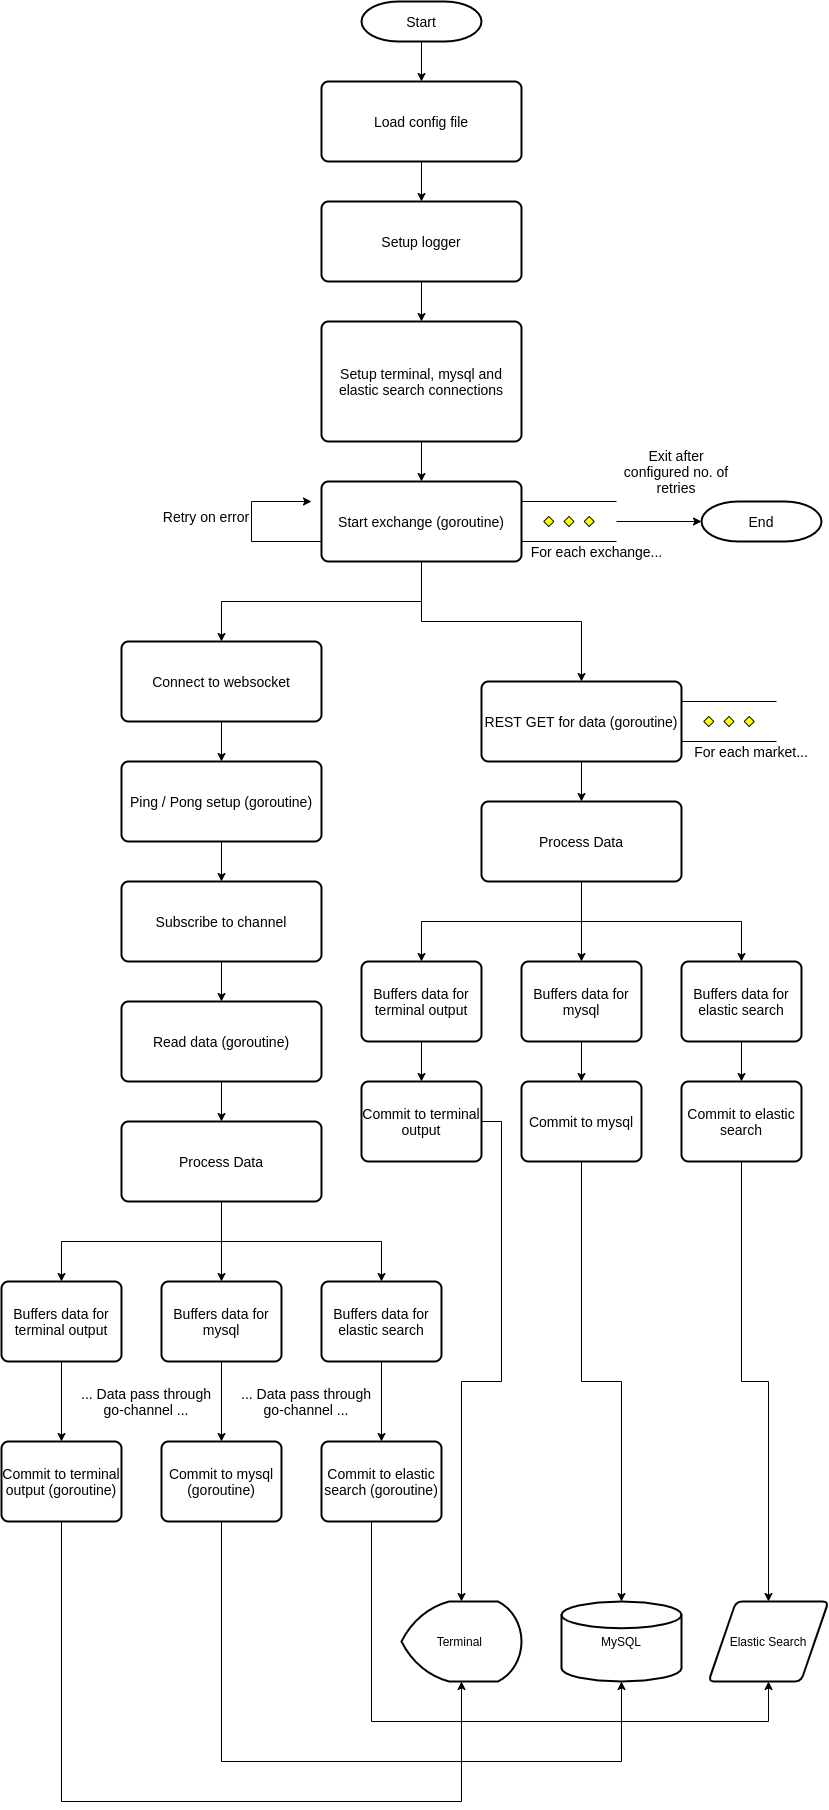 Start
Load config file
Setup logger
Setup terminal, mysql and
elastic search connections
Exit after
configured no. of
retries
Retry on error
Start exchange (goroutine)
End
For each exchange...
Connect to websocket
REST GET for data (goroutine)
For each market...
Ping / Pong setup (goroutine)
Process Data
Subscribe to channel
Buffers data for
terminal output
Buffers data for
mysql
Buffers data for
elastic search
Read data (goroutine)
Commit to terminal
output
Commit to mysql
Commit to elastic
search
Process Data
Buffers data for
terminal output
Buffers data for
mysql
Buffers data for
elastic search
... Data pass through
go-channel ...
... Data pass through
go-channel ...
Commit to terminal
output (goroutine)
Commit to mysql
(goroutine)
Commit to elastic
search (goroutine)
Terminal
MySQL
Elastic Search